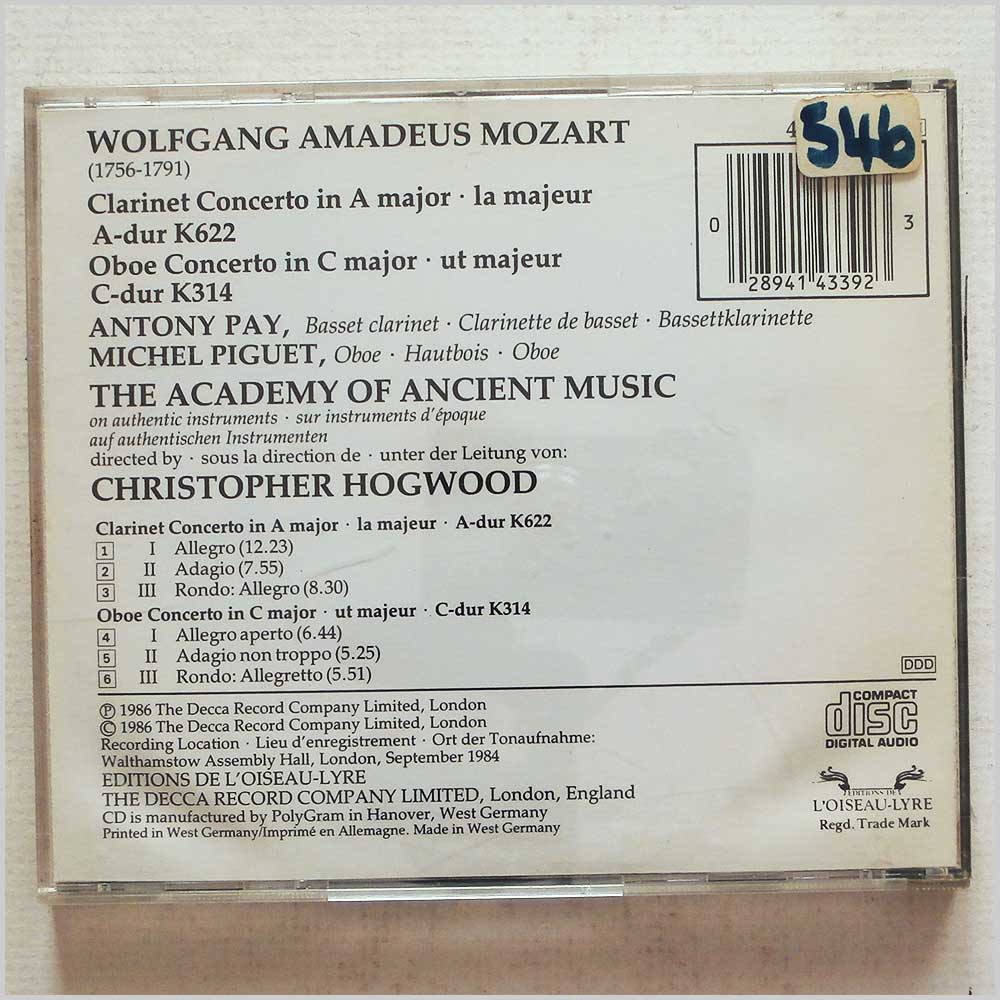 WOLFGANG AMADEUS MOZART
(1756-1791)
Clarinet Concerto in A major · la majeur
A-dur K622
Oboe Concerto in C major · ut majeur
C-dur K314
ANTONY PAY, Basset clarinet · Clarinette de basset · Bassettklarinette
MICHEL PIGUET, Oboe · Hautbois · Oboe
THE ACADEMY OF ANCIENT MUSIC
on authentic instruments · sur instruments d'époque
auf authentischen Instrumenten
directed by · sous la direction de · unter der Leitung von:
CHRISTOPHER HOGWOOD
4
546
0 28941 43392 3
Clarinet Concerto in A major · la majeur · A-dur K622
1 I Allegro (12.23)
2 II Adagio (7.55)
3 III Rondo: Allegro (8.30)
Oboe Concerto in C major · ut majeur · C-dur K314
4 I Allegro aperto (6.44)
5 II Adagio non troppo (5.25)
6 III Rondo: Allegretto (5.51)
DDD
℗ 1986 The Decca Record Company Limited, London
© 1986 The Decca Record Company Limited, London
Recording Location · Lieu d'enregistrement · Ort der Tonaufnahme:
Walthamstow Assembly Hall, London, September 1984
EDITIONS DE L'OISEAU-LYRE
THE DECCA RECORD COMPANY LIMITED, London, England
CD is manufactured by PolyGram in Hanover, West Germany
Printed in West Germany/Imprimé en Allemagne. Made in West Germany
COMPACT
disc
DIGITAL AUDIO
EDITIONS DE
L'OISEAU-LYRE
Regd. Trade Mark